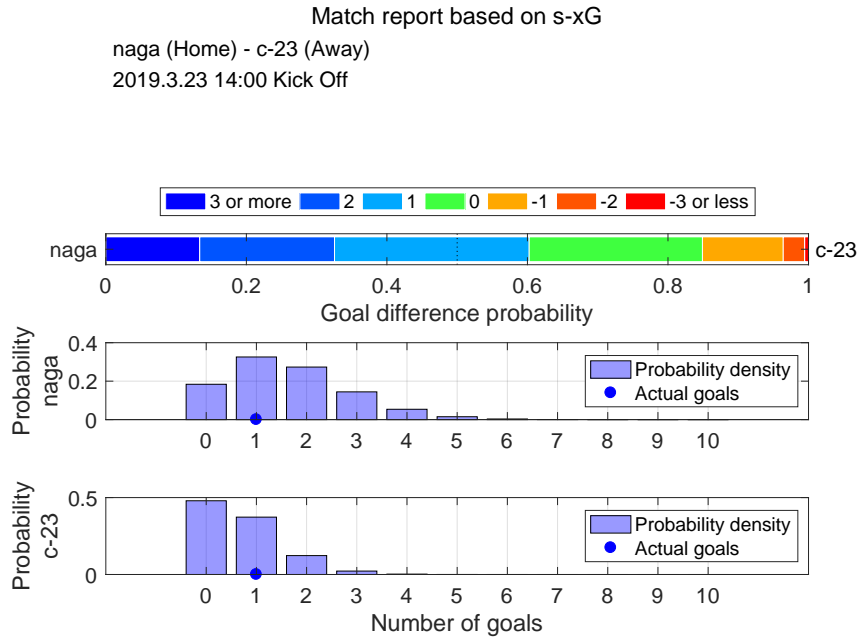 Match report based on s-xG
naga (Home) - c-23 (Away)
2019.3.23 14:00 Kick Off
3 or more 2 1 0 -1 -2 -3 or less
naga c-23
0 0.2 0.4 0.6 0.8 1
Goal difference probability
Probability
naga
0.4
0.2
0
Probability density
Actual goals
0 1 2 3 4 5 6 7 8 9 10
Probability
c-23
0.5
0
Probability density
Actual goals
0 1 2 3 4 5 6 7 8 9 10
Number of goals